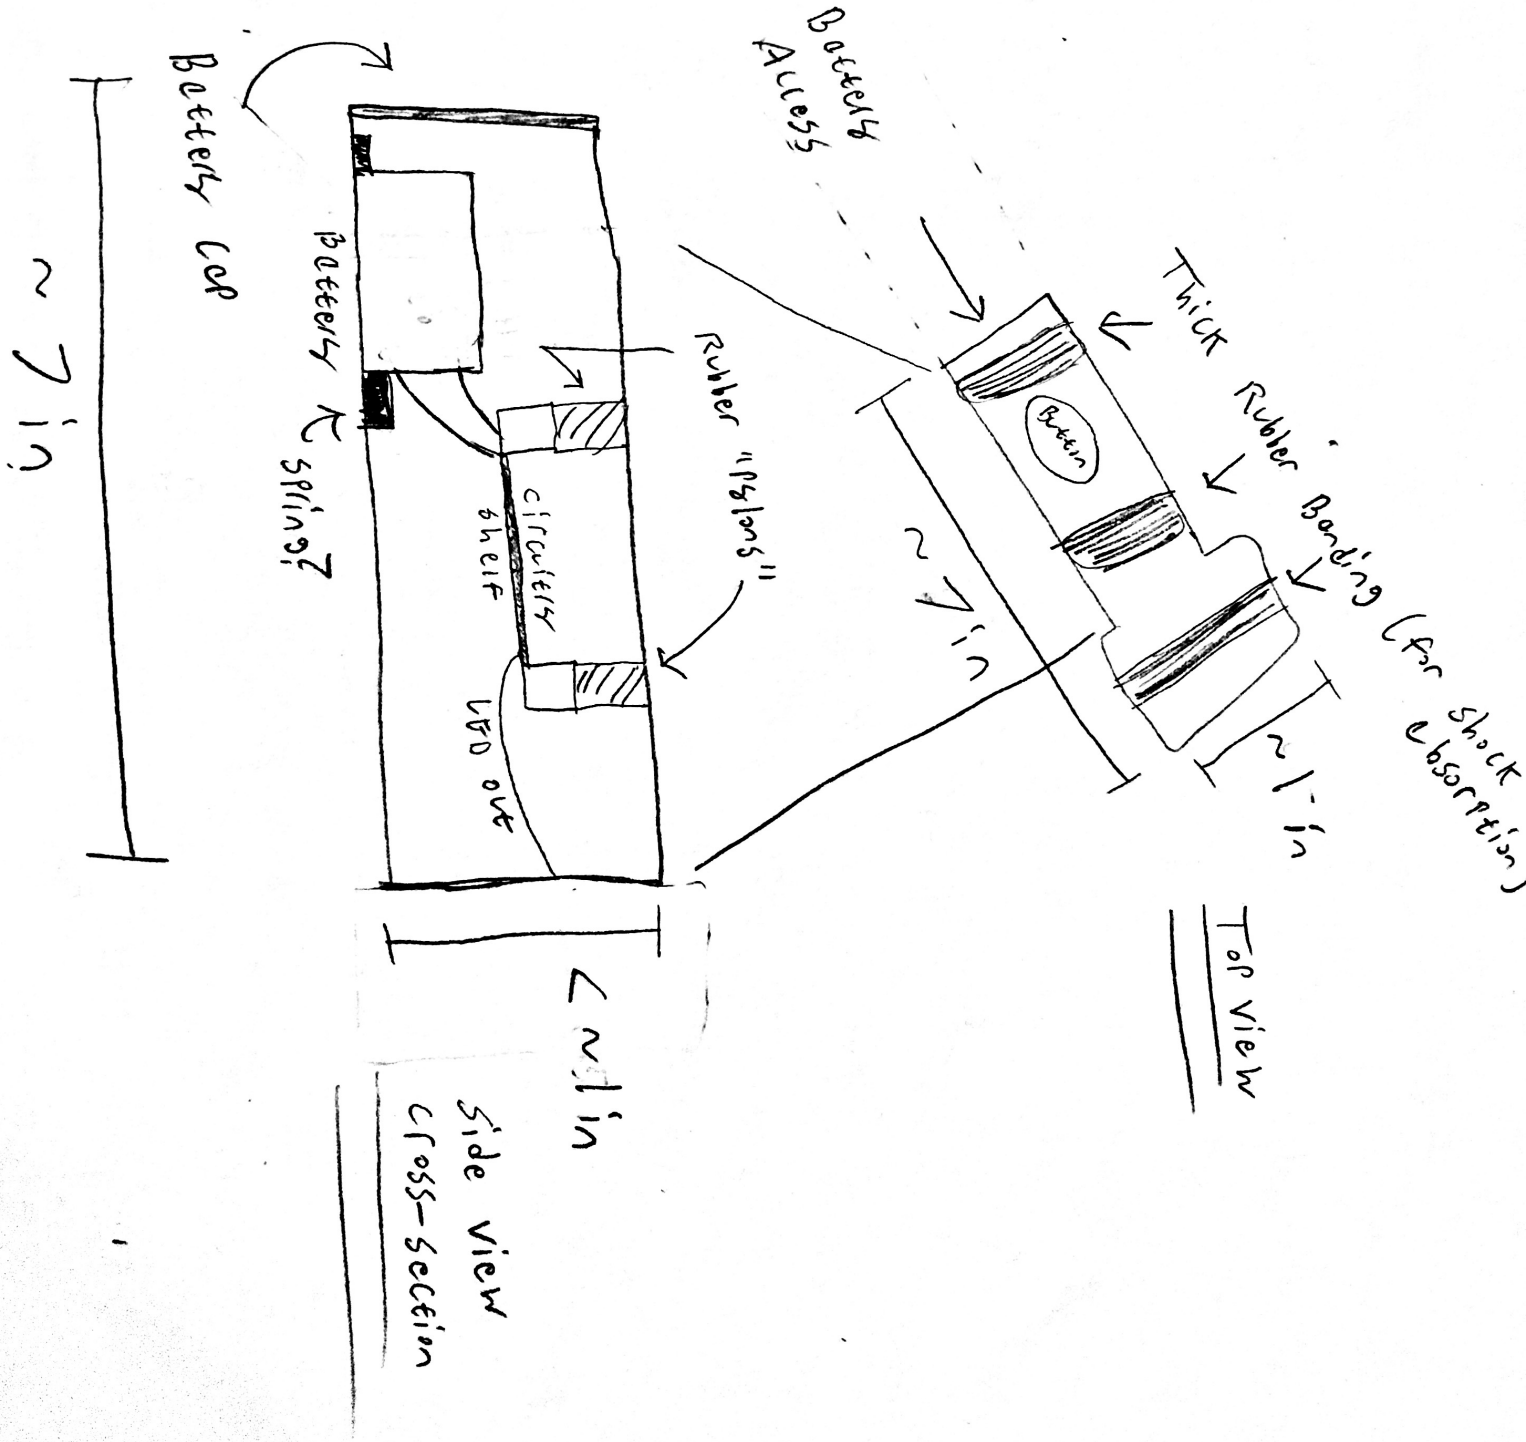 Battery
Access
Thick Rubber Banding (for shock
absorption)
Button
~ 7 in
~ 1 in
Top view
Rubber "Pylons"
circuitry
shelf
LED out
Battery
Spring?
Battery cap
~ 7 in
< ~1 in
Side view
cross-section